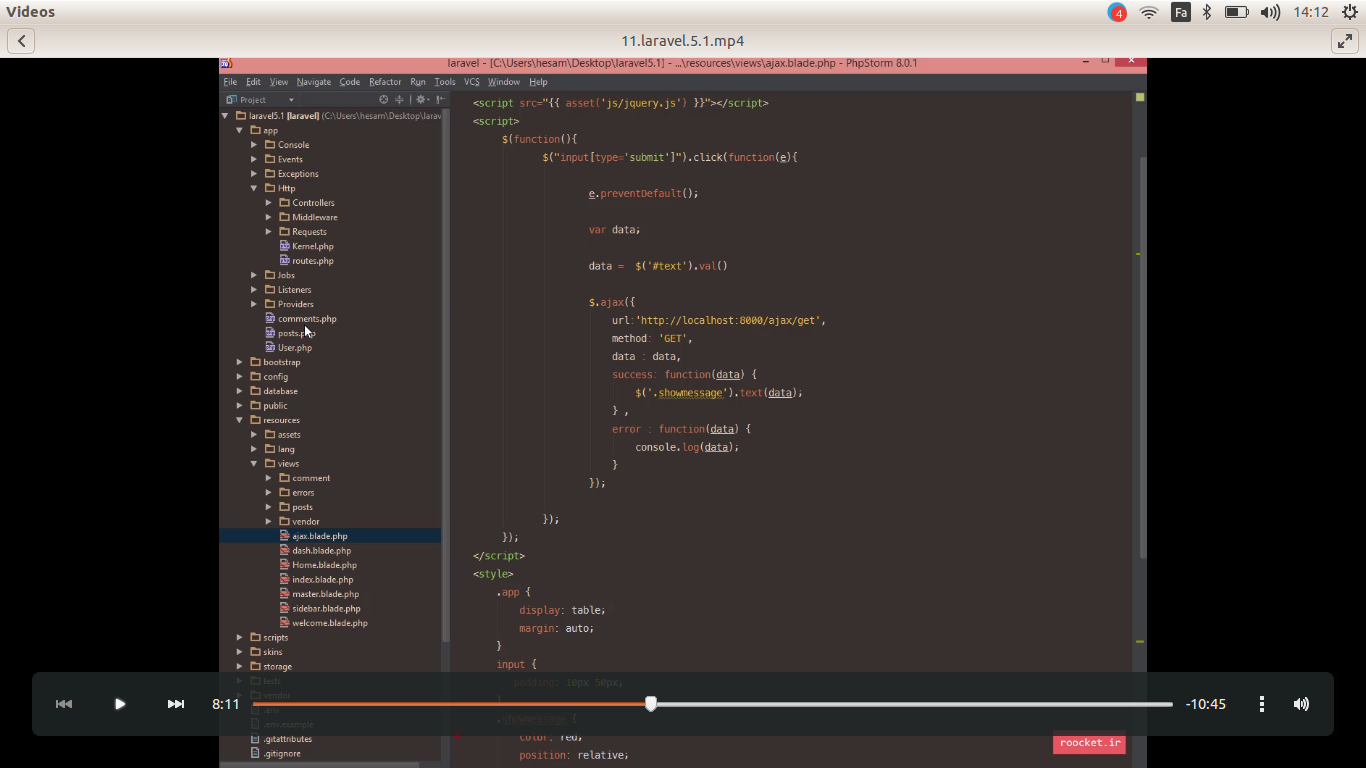 Videos
4
Fa
14:12
11.laravel.5.1.mp4
laravel - [C:\Users\hesam\Desktop\laravel5.1] - ...\resources\views\ajax.blade.php - PhpStorm 8.0.1
File Edit View Navigate Code Refactor Run Tools VCS Window Help
Project
laravel5.1 [laravel] (C:\Users\hesam\Desktop\larav
app
Console
Events
Exceptions
Http
Controllers
Middleware
Requests
Kernel.php
routes.php
Jobs
Listeners
Providers
comments.php
posts.php
User.php
bootstrap
config
database
public
resources
assets
lang
views
comment
errors
posts
vendor
ajax.blade.php
dash.blade.php
Home.blade.php
index.blade.php
master.blade.php
sidebar.blade.php
welcome.blade.php
scripts
skins
storage
tests
vendor
.env
.env.example
.gitattributes
.gitignore
<script src="{{ asset('js/jquery.js') }}"></script>
<script>
$(function(){
$("input[type='submit']").click(function(e){
e.preventDefault();
var data;
data = $('#text').val()
$.ajax({
url:'http://localhost:8000/ajax/get',
method: 'GET',
data : data,
success: function(data) {
$('.showmessage').text(data);
} ,
error : function(data) {
console.log(data);
}
});
});
});
</script>
<style>
.app {
display: table;
margin: auto;
}
input {
padding: 10px 50px;
}
.showmessage {
color: red;
position: relative;
8:11
-10:45
roocket.ir